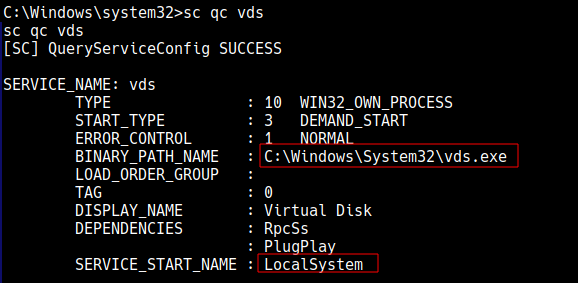 C:\Windows\system32>sc qc vds
sc qc vds
[SC] QueryServiceConfig SUCCESS
SERVICE_NAME: vds
TYPE : 10 WIN32_OWN_PROCESS
START_TYPE : 3 DEMAND_START
ERROR_CONTROL : 1 NORMAL
BINARY_PATH_NAME : C:\Windows\System32\vds.exe
LOAD_ORDER_GROUP :
TAG : 0
DISPLAY_NAME : Virtual Disk
DEPENDENCIES : RpcSs
: PlugPlay
SERVICE_START_NAME : LocalSystem